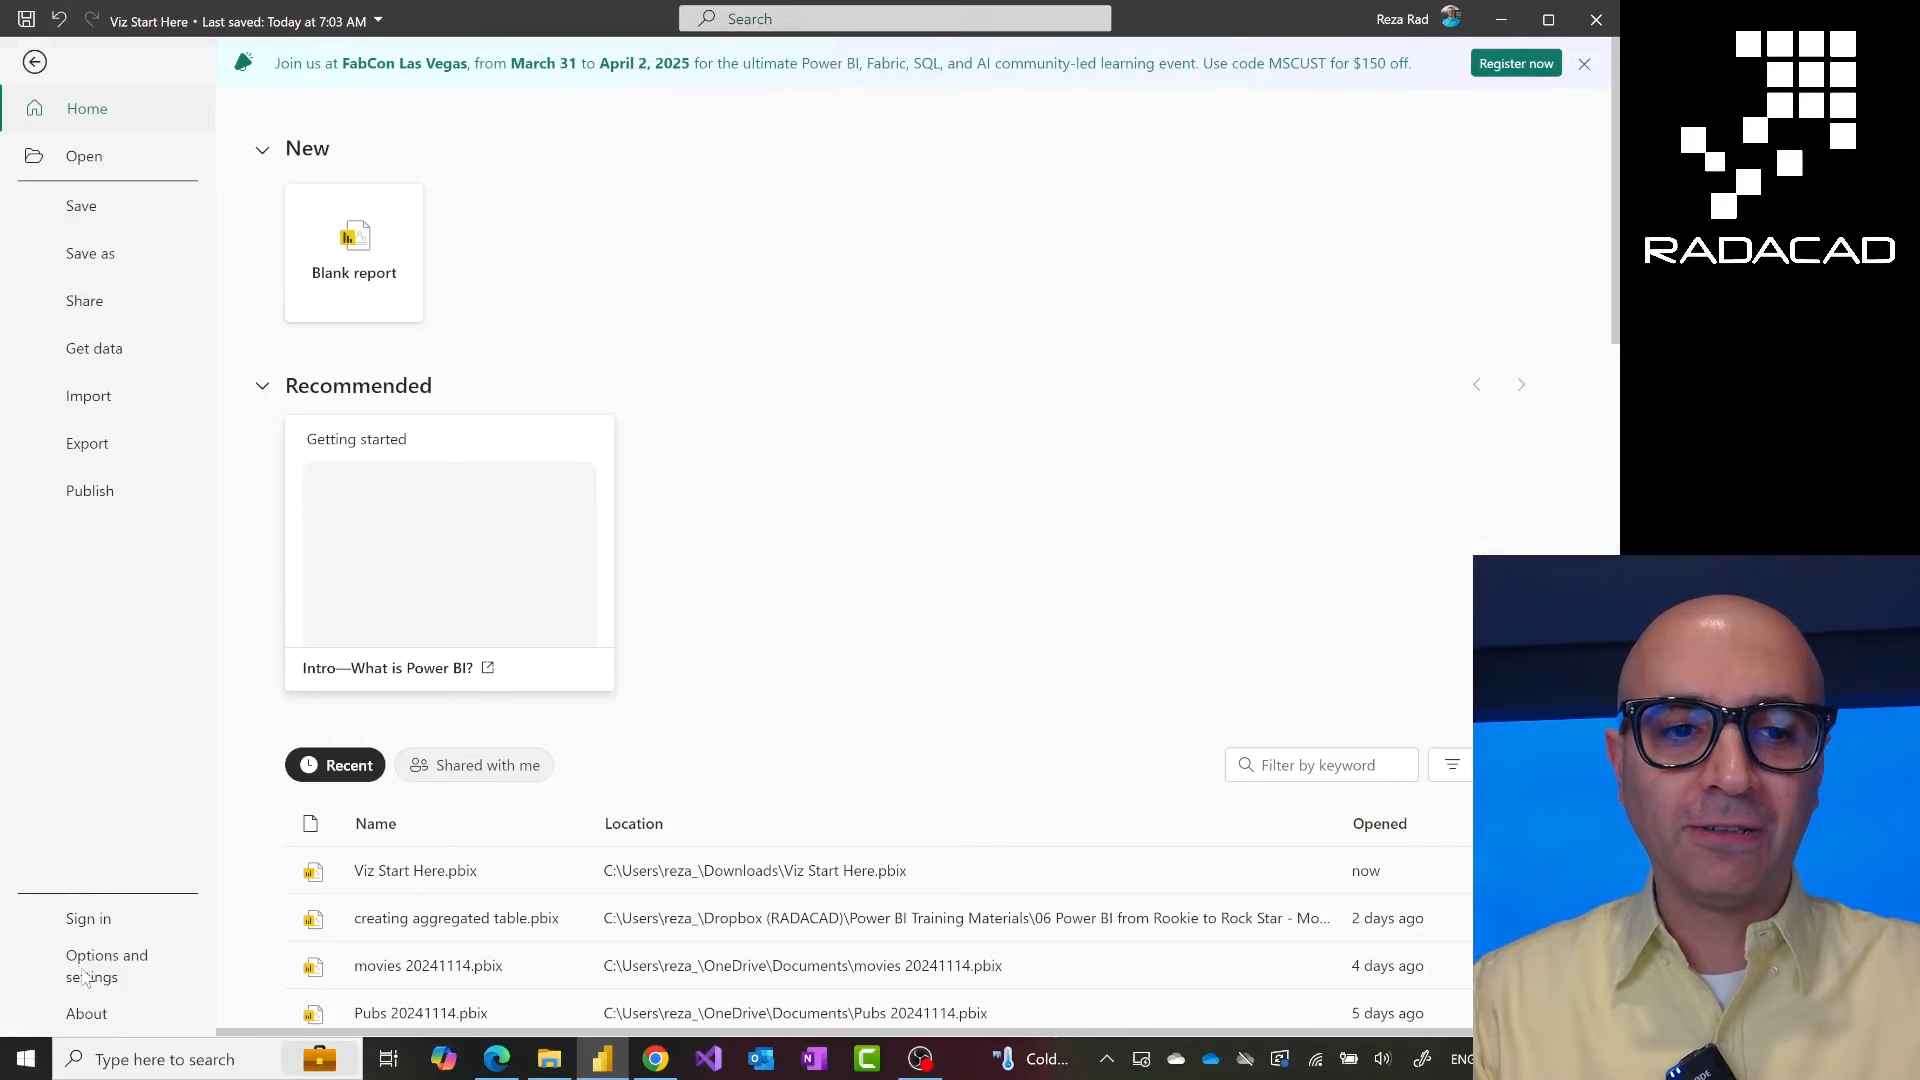 Viz Start Here • Last saved: Today at 7:03 AM
Search
Reza Rad
Join us at FabCon Las Vegas, from March 31 to April 2, 2025 for the ultimate Power BI, Fabric, SQL, and AI community-led learning event. Use code MSCUST for $150 off.
Register now
Home
Open
Save
Save as
Share
Get data
Import
Export
Publish
Sign in
Options and
settings
About
New
Blank report
Recommended
Getting started
Intro—What is Power BI?
Recent
Shared with me
Filter by keyword
Name Location Opened
Viz Start Here.pbix C:\Users\reza_\Downloads\Viz Start Here.pbix now
creating aggregated table.pbix C:\Users\reza_\Dropbox (RADACAD)\Power BI Training Materials\06 Power BI from Rookie to Rock Star - Mo... 2 days ago
movies 20241114.pbix C:\Users\reza_\OneDrive\Documents\movies 20241114.pbix 4 days ago
Pubs 20241114.pbix C:\Users\reza_\OneDrive\Documents\Pubs 20241114.pbix 5 days ago
RADACAD
Type here to search
Cold...
ENG